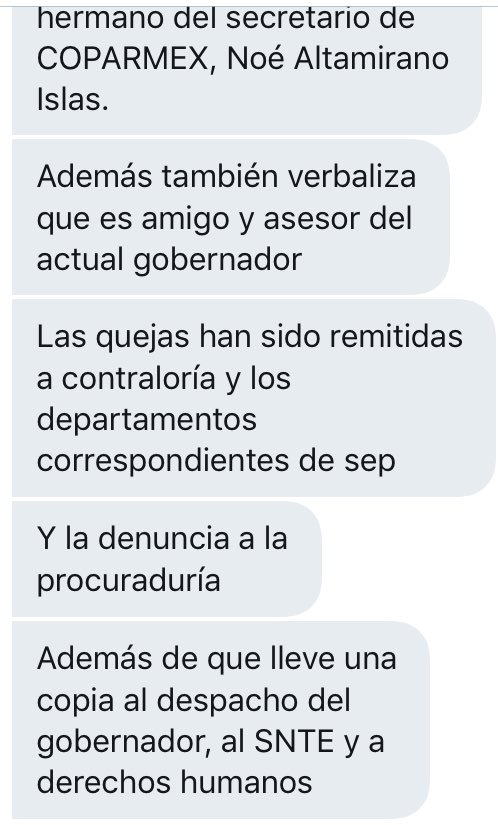 hermano del secretario de
COPARMEX, Noé Altamirano
Islas.
Además también verbaliza
que es amigo y asesor del
actual gobernador
Las quejas han sido remitidas
a contraloría y los
departamentos
correspondientes de sep
Y la denuncia a la
procuraduría
Además de que lleve una
copia al despacho del
gobernador, al SNTE y a
derechos humanos